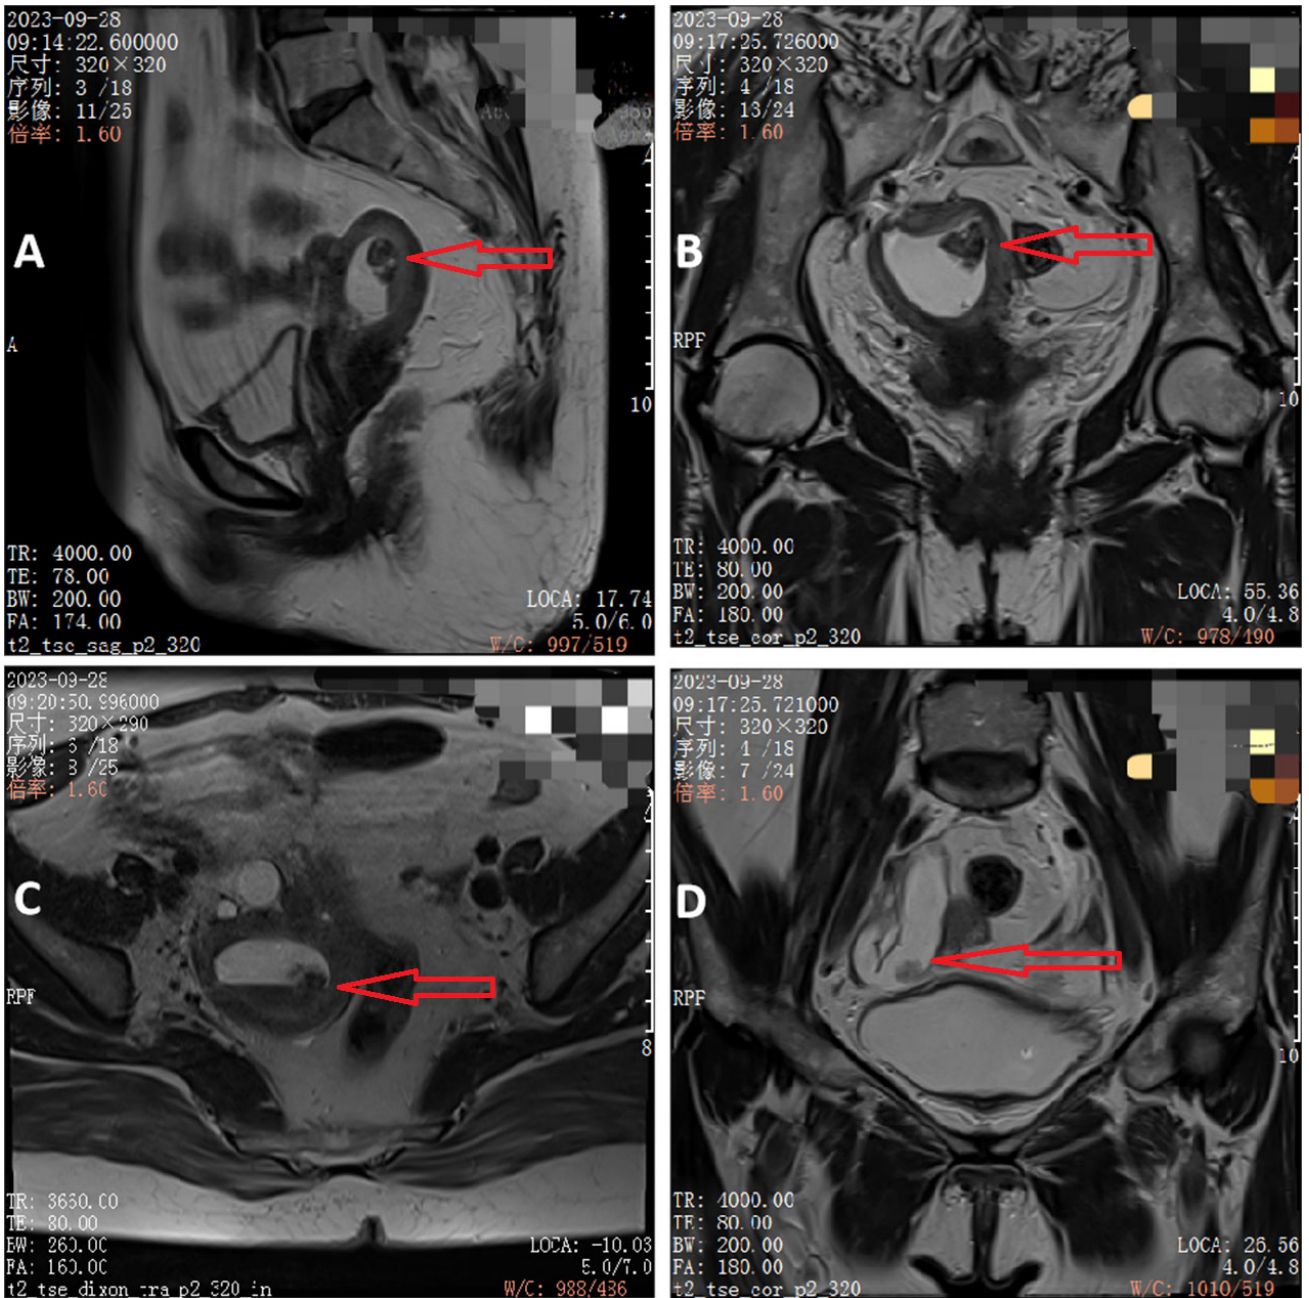 2023-09-28
09:14:22.600000
尺寸: 320×320
序列: 3 /18
影像: 11/25
倍率: 1.60
A
A
10
TR: 4000.00
TE: 78.00
BW: 200.00
FA: 174.00
t2_tsc_sag_p2_320
LOCA: 17.74
5.0/6.0
W/C: 997/519
2023-09-28
09:17:25.726000
尺寸: 320×320
序列: 4 /18
影像: 13/24
倍率: 1.60
B
RPF
10
TR: 4000.00
TE: 80.00
BW: 200.00
FA: 180.00
t2_tse_cor_p2_320
LOCA: 55.36
4.0/4.8
W/C: 978/490
2023-09-28
09:20:50.996000
尺寸: 320×290
序列: 6 /18
影像: 8 /25
倍率: 1.60
C
RPF
8
TR: 3660.00
TE: 80.00
BW: 260.00
FA: 160.00
t2_tse_dixon_tra_p2_320_in
LOCA: -10.03
5.0/7.0
W/C: 988/486
2023-09-28
09:17:25.721000
尺寸: 320×320
序列: 4 /18
影像: 7 /24
倍率: 1.60
D
RPF
10
TR: 4000.00
TE: 80.00
BW: 200.00
FA: 180.00
t2_tse_cor_p2_320
LOCA: 26.56
4.0/4.8
W/C: 1010/519